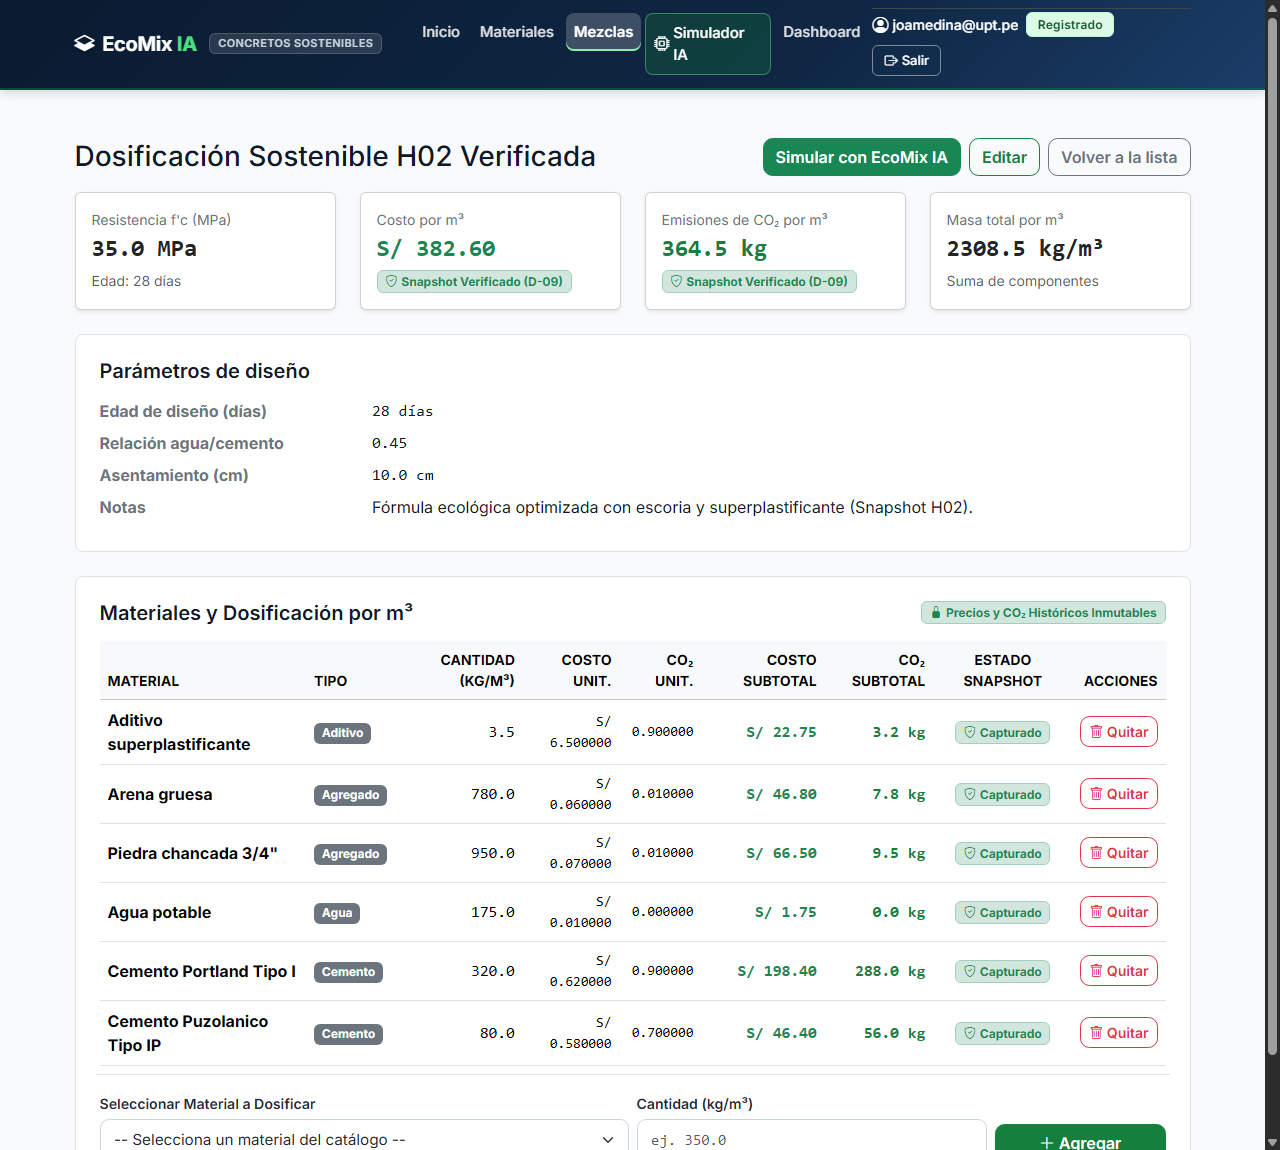 EcoMix IA
CONCRETOS SOSTENIBLES
Inicio
Materiales
Mezclas
Simulador
IA
Dashboard
joamedina@upt.pe
Registrado
Salir
Dosificación Sostenible H02 Verificada
Simular con EcoMix IA
Editar
Volver a la lista
Resistencia f'c (MPa)
35.0 MPa
Edad: 28 días
Costo por m³
S/ 382.60
Snapshot Verificado (D-09)
Emisiones de CO₂ por m³
364.5 kg
Snapshot Verificado (D-09)
Masa total por m³
2308.5 kg/m³
Suma de componentes
Parámetros de diseño
Edad de diseño (días) 28 días
Relación agua/cemento 0.45
Asentamiento (cm) 10.0 cm
Notas Fórmula ecológica optimizada con escoria y superplastificante (Snapshot H02).
Materiales y Dosificación por m³
Precios y CO₂ Históricos Inmutables
MATERIAL TIPO CANTIDAD (KG/M³) COSTO UNIT. CO₂ UNIT. COSTO SUBTOTAL CO₂ SUBTOTAL ESTADO SNAPSHOT ACCIONES
Aditivo superplastificante Aditivo 3.5 S/ 6.500000 0.900000 S/ 22.75 3.2 kg Capturado Quitar
Arena gruesa Agregado 780.0 S/ 0.060000 0.010000 S/ 46.80 7.8 kg Capturado Quitar
Piedra chancada 3/4" Agregado 950.0 S/ 0.070000 0.010000 S/ 66.50 9.5 kg Capturado Quitar
Agua potable Agua 175.0 S/ 0.010000 0.000000 S/ 1.75 0.0 kg Capturado Quitar
Cemento Portland Tipo I Cemento 320.0 S/ 0.620000 0.900000 S/ 198.40 288.0 kg Capturado Quitar
Cemento Puzolanico Tipo IP Cemento 80.0 S/ 0.580000 0.700000 S/ 46.40 56.0 kg Capturado Quitar
Seleccionar Material a Dosificar
Cantidad (kg/m³)
-- Selecciona un material del catálogo --
ej. 350.0
+ Agregar